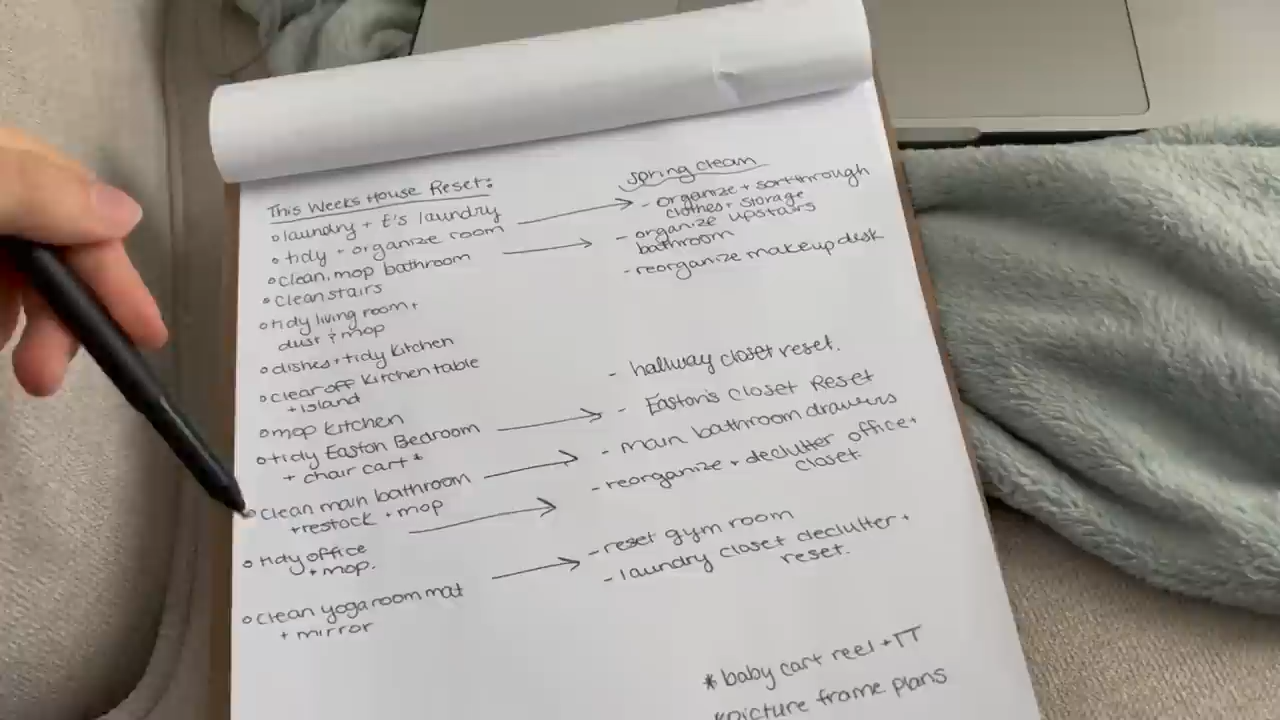 This Weeks House Reset:
o laundry + E's laundry
o tidy + organize room
o clean, mop bathroom
o clean stairs
o tidy living room +
dust + mop
o dishes + tidy kitchen
o clear off kitchen table
+ island
o mop kitchen
o tidy Easton Bedroom
+ chair cart *
o clean main bathroom
+ restock + mop
o tidy office
+ mop.
o clean yoga room mat
+ mirror
spring clean
- organize + sort through
clothes + storage
- organize upstairs
bathroom
- reorganize makeup disk
- hallway closet reset.
- Easton's Closet Reset
- main bathroom drawers
- reorganize + declutter office +
closet.
- reset gym room
- laundry closet declutter +
reset.
* baby cart reel + TT
* picture frame plans